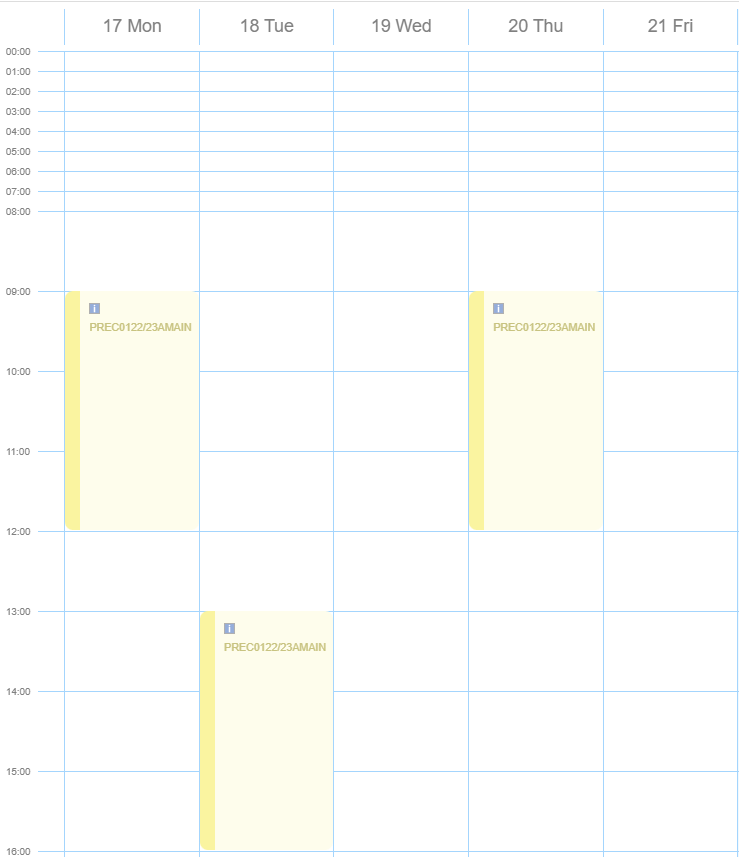 17 Mon
18 Tue
19 Wed
20 Thu
21 Fri
00:00
01:00
02:00
03:00
04:00
05:00
06:00
07:00
08:00
09:00
i
PREC0122/23AMAIN
i
PREC0122/23AMAIN
10:00
11:00
12:00
13:00
i
PREC0122/23AMAIN
14:00
15:00
16:00